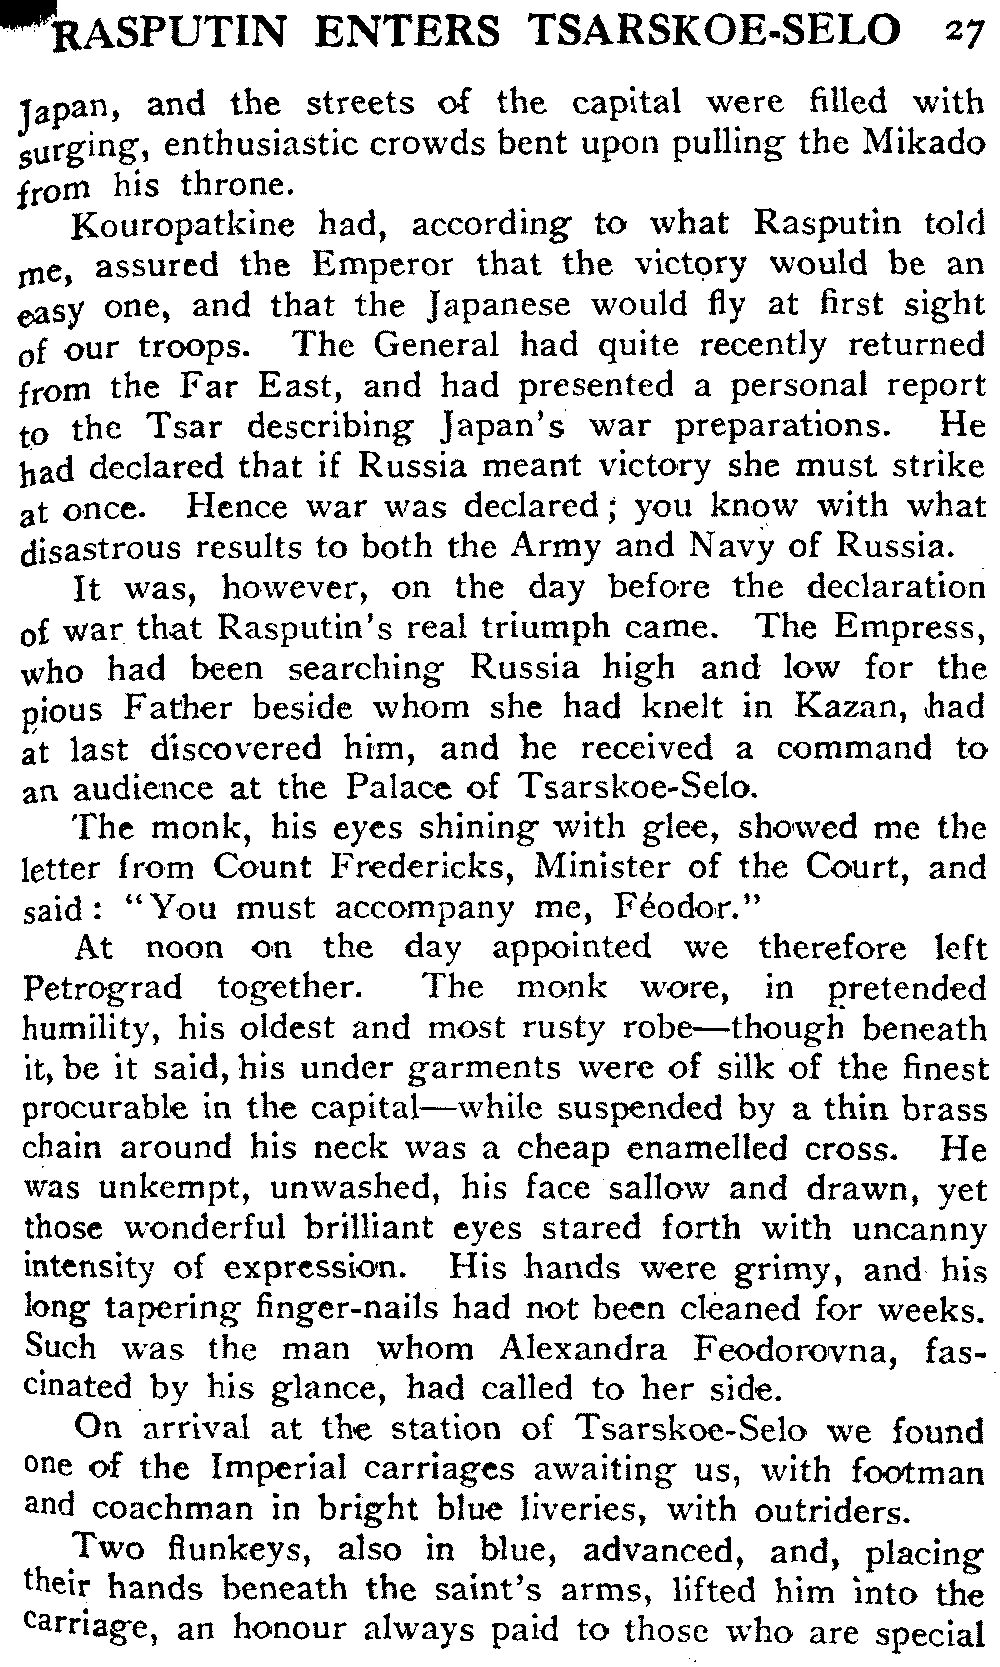 RASPUTIN ENTERS TSARSKOE-SELO 27
Japan, and the streets of the capital were filled with
surging, enthusiastic crowds bent upon pulling the Mikado
from his throne.
Kouropatkine had, according to what Rasputin told
me, assured the Emperor that the victory would be an
easy one, and that the Japanese would fly at first sight
of our troops. The General had quite recently returned
from the Far East, and had presented a personal report
to the Tsar describing Japan's war preparations. He
had declared that if Russia meant victory she must strike
at once. Hence war was declared; you know with what
disastrous results to both the Army and Navy of Russia.
It was, however, on the day before the declaration
of war that Rasputin's real triumph came. The Empress,
who had been searching Russia high and low for the
pious Father beside whom she had knelt in Kazan, had
at last discovered him, and he received a command to
an audience at the Palace of Tsarskoe-Selo.
The monk, his eyes shining with glee, showed me the
letter from Count Fredericks, Minister of the Court, and
said: "You must accompany me, Féodor."
At noon on the day appointed we therefore left
Petrograd together. The monk wore, in pretended
humility, his oldest and most rusty robe—though beneath
it, be it said, his under garments were of silk of the finest
procurable in the capital—while suspended by a thin brass
chain around his neck was a cheap enamelled cross. He
was unkempt, unwashed, his face sallow and drawn, yet
those wonderful brilliant eyes stared forth with uncanny
intensity of expression. His hands were grimy, and his
long tapering finger-nails had not been cleaned for weeks.
Such was the man whom Alexandra Feodorovna, fas-
cinated by his glance, had called to her side.
On arrival at the station of Tsarskoe-Selo we found
one of the Imperial carriages awaiting us, with footman
and coachman in bright blue liveries, with outriders.
Two flunkeys, also in blue, advanced, and, placing
their hands beneath the saint's arms, lifted him into the
carriage, an honour always paid to those who are special